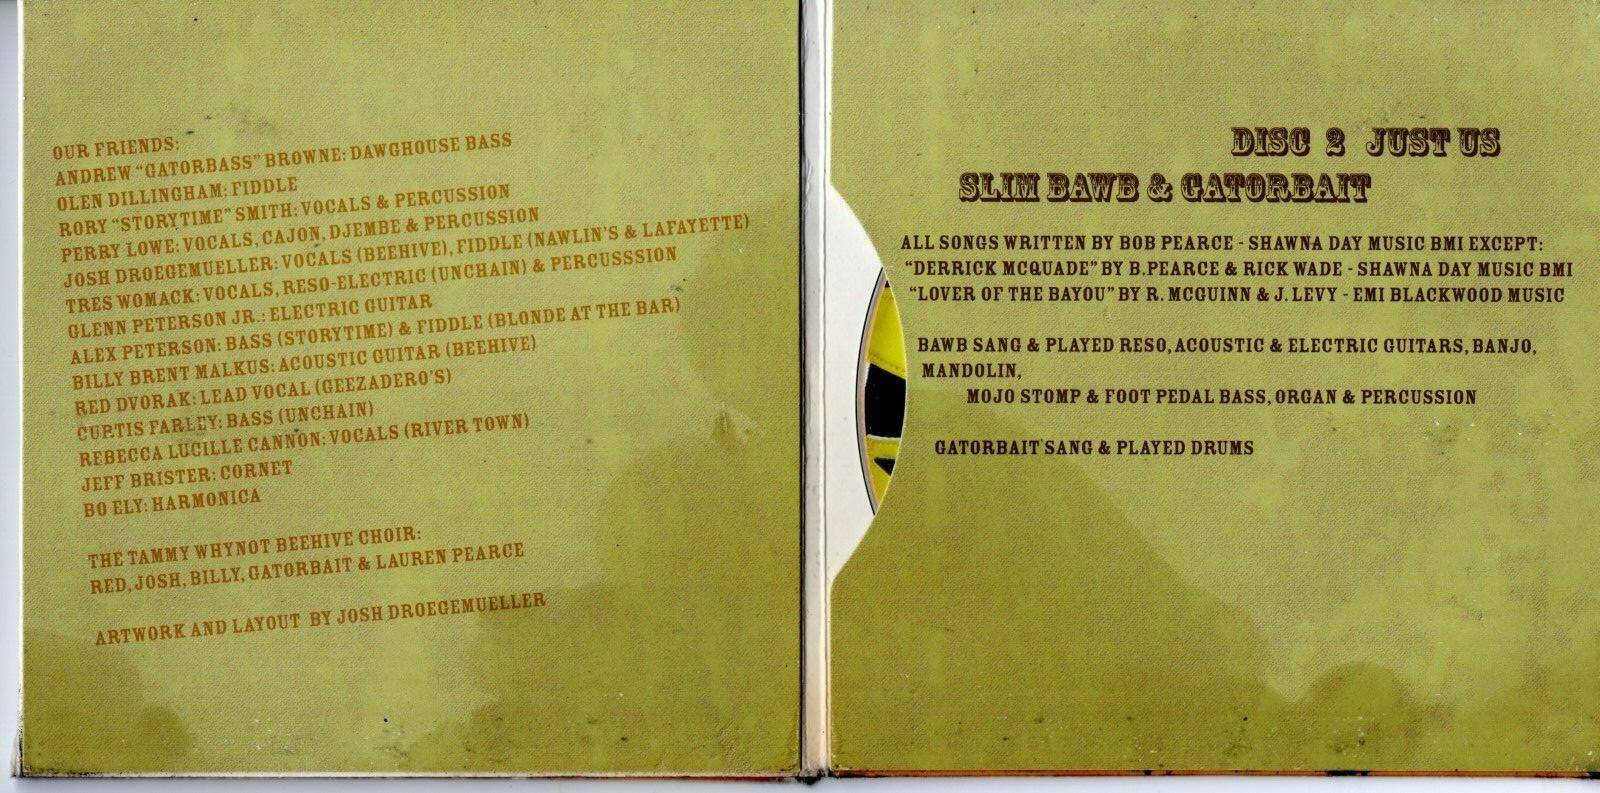 OUR FRIENDS:
ANDREW "GATORBASS" BROWNE: DAWGHOUSE BASS
OLEN DILLINGHAM: FIDDLE
RORY "STORYTIME" SMITH: VOCALS & PERCUSSION
PERRY LOWE: VOCALS, CAJON, DJEMBE & PERCUSSION
JOSH DROEGEMUELLER: VOCALS (BEEHIVE), FIDDLE (NAWLIN'S & LAFAYETTE)
TRES WOMACK: VOCALS, RESO-ELECTRIC (UNCHAIN) & PERCUSSSION
GLENN PETERSON JR.: ELECTRIC GUITAR
ALEX PETERSON: BASS (STORYTIME) & FIDDLE (BLONDE AT THE BAR)
BILLY BRENT MALKUS: ACOUSTIC GUITAR (BEEHIVE)
RED DVORAK: LEAD VOCAL (GEEZADERO'S)
CURTIS FARLEY: BASS (UNCHAIN)
REBECCA LUCILLE CANNON: VOCALS (RIVER TOWN)
JEFF BRISTER: CORNET
BO ELY: HARMONICA
THE TAMMY WHYNOT BEEHIVE CHOIR:
RED, JOSH, BILLY, GATORBAIT & LAUREN PEARCE
ARTWORK AND LAYOUT BY JOSH DROEGEMUELLER
DISC 2 JUST US
SLIM BAWB & GATORBAIT
ALL SONGS WRITTEN BY BOB PEARCE - SHAWNA DAY MUSIC BMI EXCEPT:
"DERRICK MCQUADE" BY B.PEARCE & RICK WADE - SHAWNA DAY MUSIC BMI
"LOVER OF THE BAYOU" BY R. MCGUINN & J. LEVY - EMI BLACKWOOD MUSIC
BAWB SANG & PLAYED RESO, ACOUSTIC & ELECTRIC GUITARS, BANJO,
MANDOLIN,
MOJO STOMP & FOOT PEDAL BASS, ORGAN & PERCUSSION
GATORBAIT SANG & PLAYED DRUMS